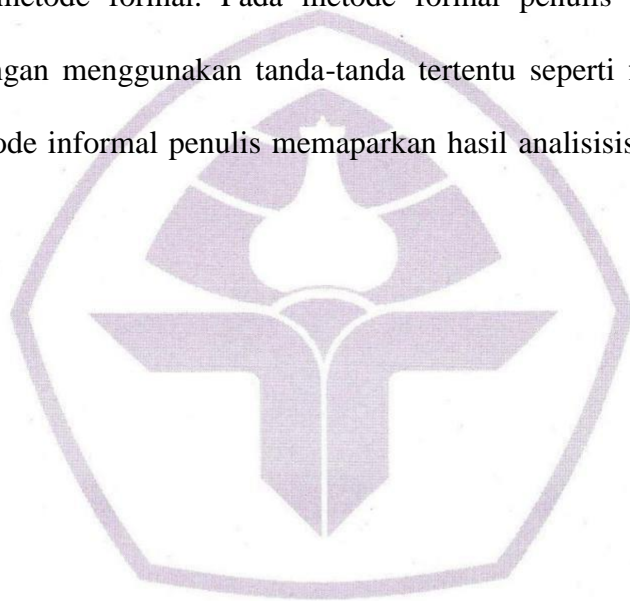 metode formal. Pada metode formal penulis
ngan menggunakan tanda-tanda tertentu seperti
ode informal penulis memaparkan hasil analisisis